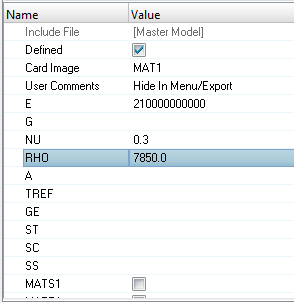 Name Value
Include File [Master Model]
Defined
Card Image MAT1
User Comments Hide In Menu/Export
E 210000000000
G
NU 0.3
RHO 7850.0
A
TREF
GE
ST
SC
SS
MATS1